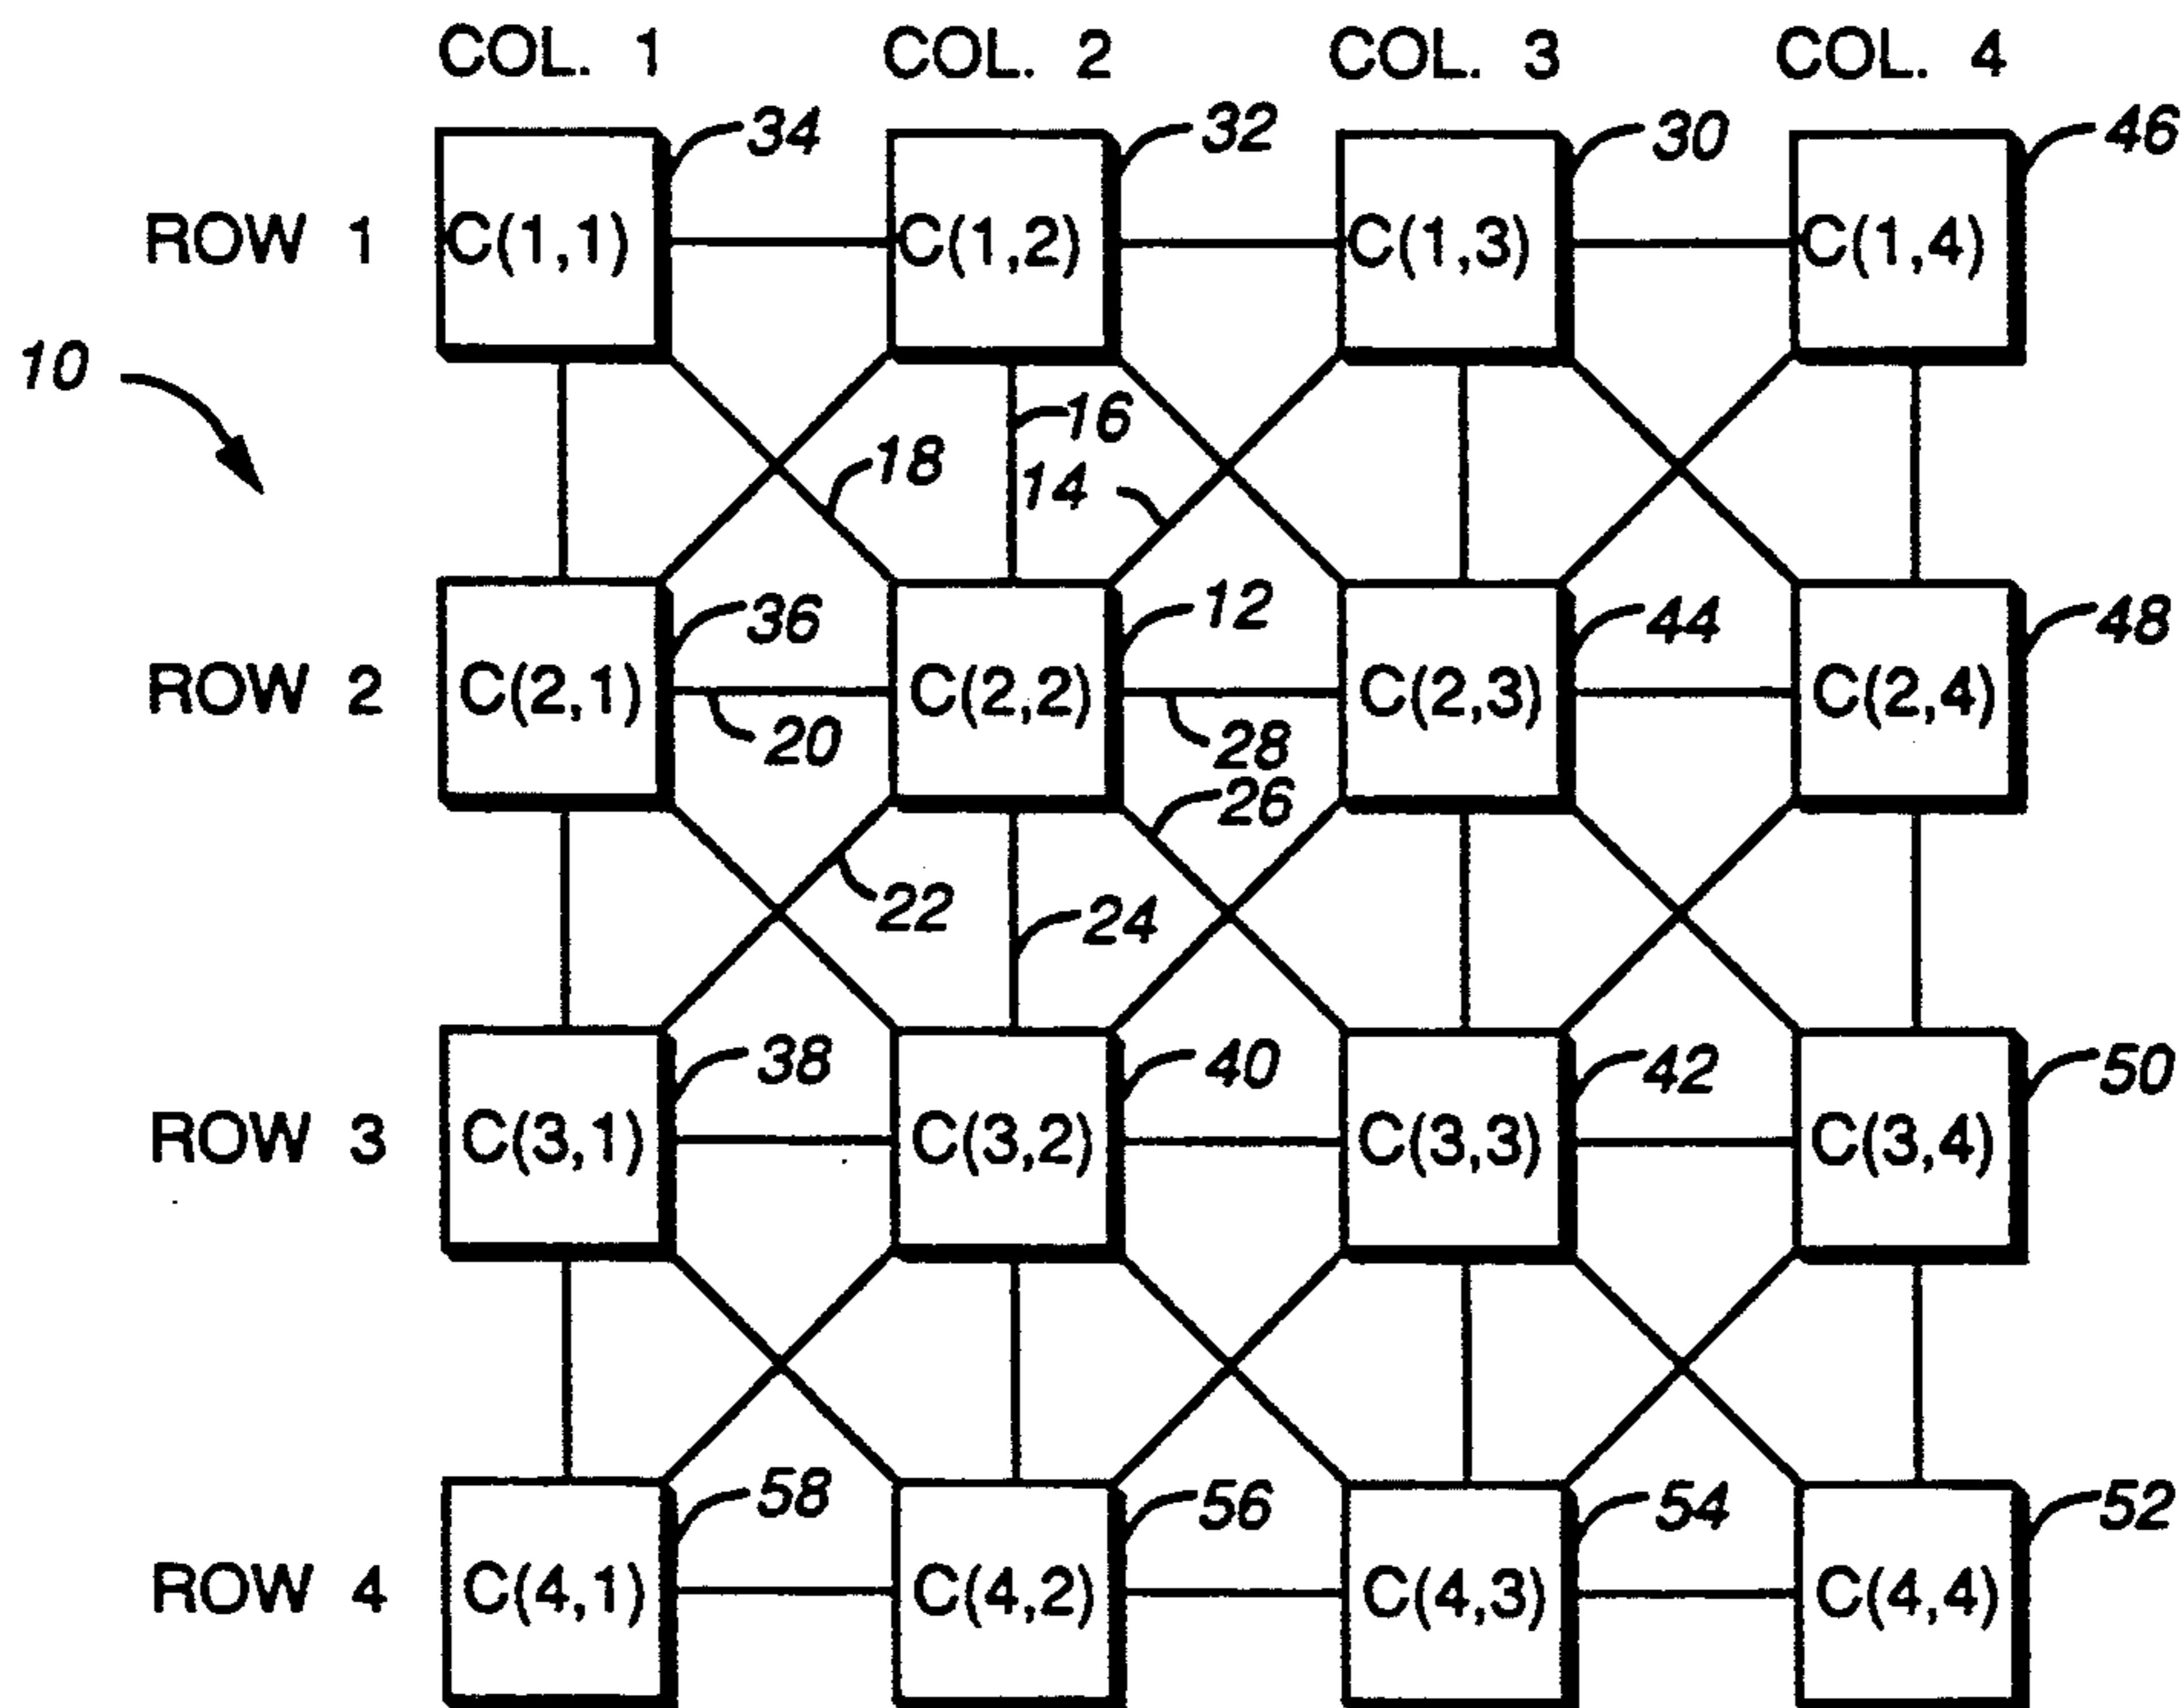 COL. 1 COL. 2 COL. 3 COL. 4
34 32 30 46
ROW 1 C(1,1) C(1,2) C(1,3) C(1,4)
10
16
18 14
36 12 44 48
ROW 2 C(2,1) C(2,2) C(2,3) C(2,4)
20 28
26
22 24
38 40 42 50
ROW 3 C(3,1) C(3,2) C(3,3) C(3,4)
58 56 54 52
ROW 4 C(4,1) C(4,2) C(4,3) C(4,4)